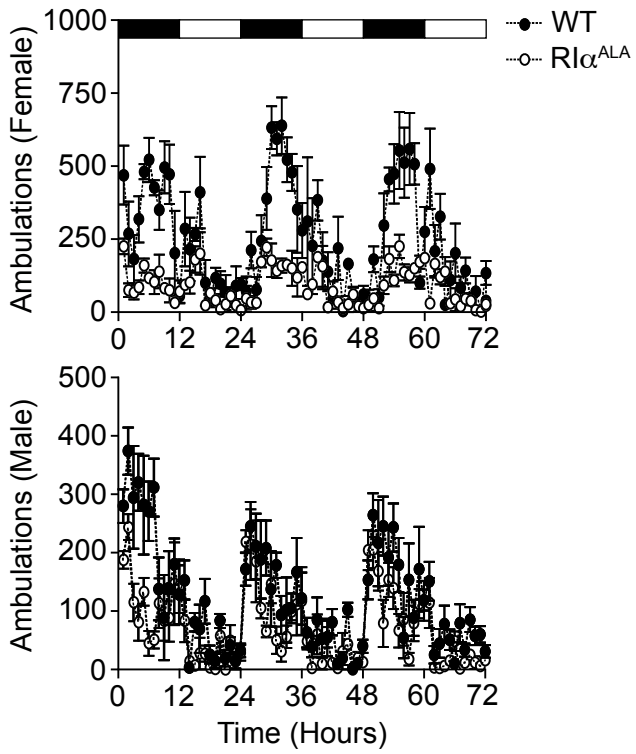 WT
RIα^ALA
Ambulations (Female)
1000
750
500
250
0
0 12 24 36 48 60 72
Ambulations (Male)
500
400
300
200
100
0
0 12 24 36 48 60 72
Time (Hours)